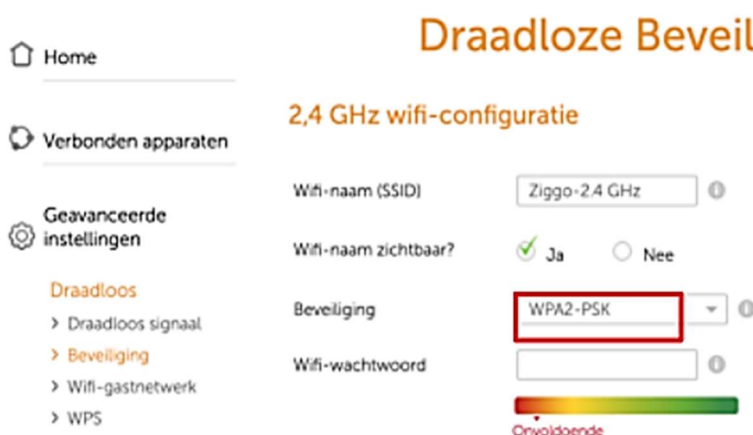 Draadloze Beveil
Home
2,4 GHz wifi-configuratie
Verbonden apparaten
Wifi-naam (SSID)
Ziggo-2.4 GHz
Geavanceerde
instellingen
Wifi-naam zichtbaar?
Ja
Nee
Draadloos
> Draadloos signaal
Beveiliging
WPA2-PSK
> Beveiliging
> Wifi-gastnetwerk
Wifi-wachtwoord
> WPS
Onvoldoende